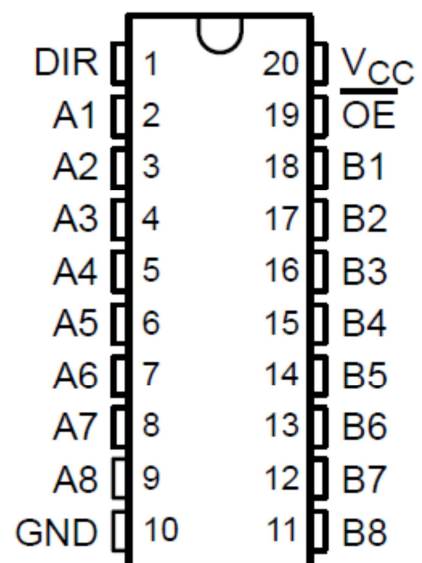 DIR 1 20 VCC
A1 2 19 O̅E̅
A2 3 18 B1
A3 4 17 B2
A4 5 16 B3
A5 6 15 B4
A6 7 14 B5
A7 8 13 B6
A8 9 12 B7
GND 10 11 B8